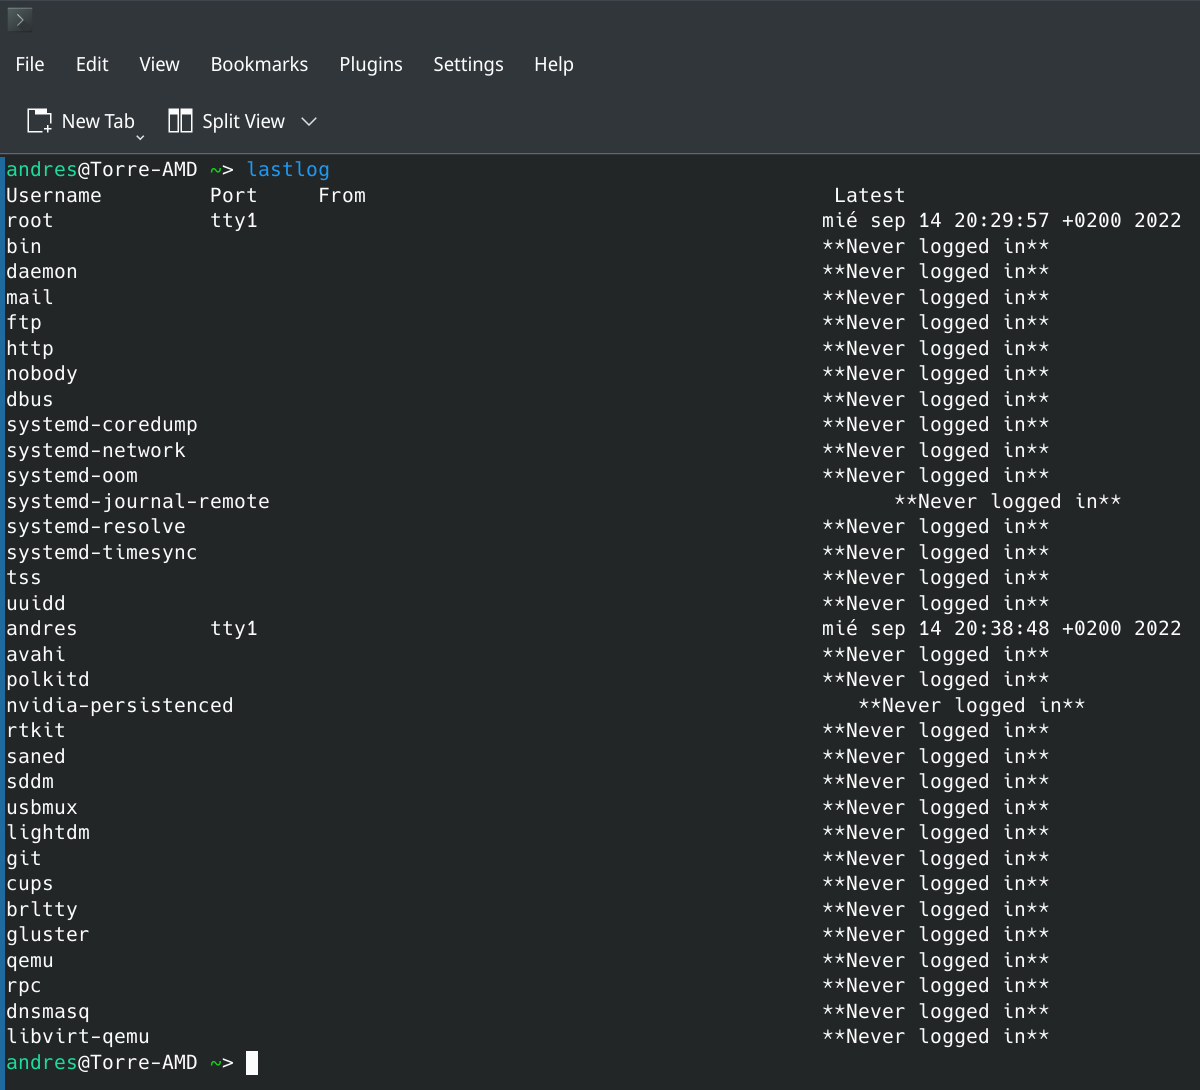 File Edit View Bookmarks Plugins Settings Help
New Tab Split View
andres@Torre-AMD ~> lastlog
Username         Port     From                                       Latest
root             tty1                                               mié sep 14 20:29:57 +0200 2022
bin                                                                 **Never logged in**
daemon                                                              **Never logged in**
mail                                                                **Never logged in**
ftp                                                                 **Never logged in**
http                                                                **Never logged in**
nobody                                                              **Never logged in**
dbus                                                                **Never logged in**
systemd-coredump                                                    **Never logged in**
systemd-network                                                     **Never logged in**
systemd-oom                                                         **Never logged in**
systemd-journal-remote                                                    **Never logged in**
systemd-resolve                                                     **Never logged in**
systemd-timesync                                                    **Never logged in**
tss                                                                 **Never logged in**
uuidd                                                               **Never logged in**
andres           tty1                                               mié sep 14 20:38:48 +0200 2022
avahi                                                               **Never logged in**
polkitd                                                             **Never logged in**
nvidia-persistenced                                                    **Never logged in**
rtkit                                                               **Never logged in**
saned                                                               **Never logged in**
sddm                                                                **Never logged in**
usbmux                                                              **Never logged in**
lightdm                                                             **Never logged in**
git                                                                 **Never logged in**
cups                                                                **Never logged in**
brltty                                                              **Never logged in**
gluster                                                             **Never logged in**
qemu                                                                **Never logged in**
rpc                                                                 **Never logged in**
dnsmasq                                                             **Never logged in**
libvirt-qemu                                                        **Never logged in**
andres@Torre-AMD ~>